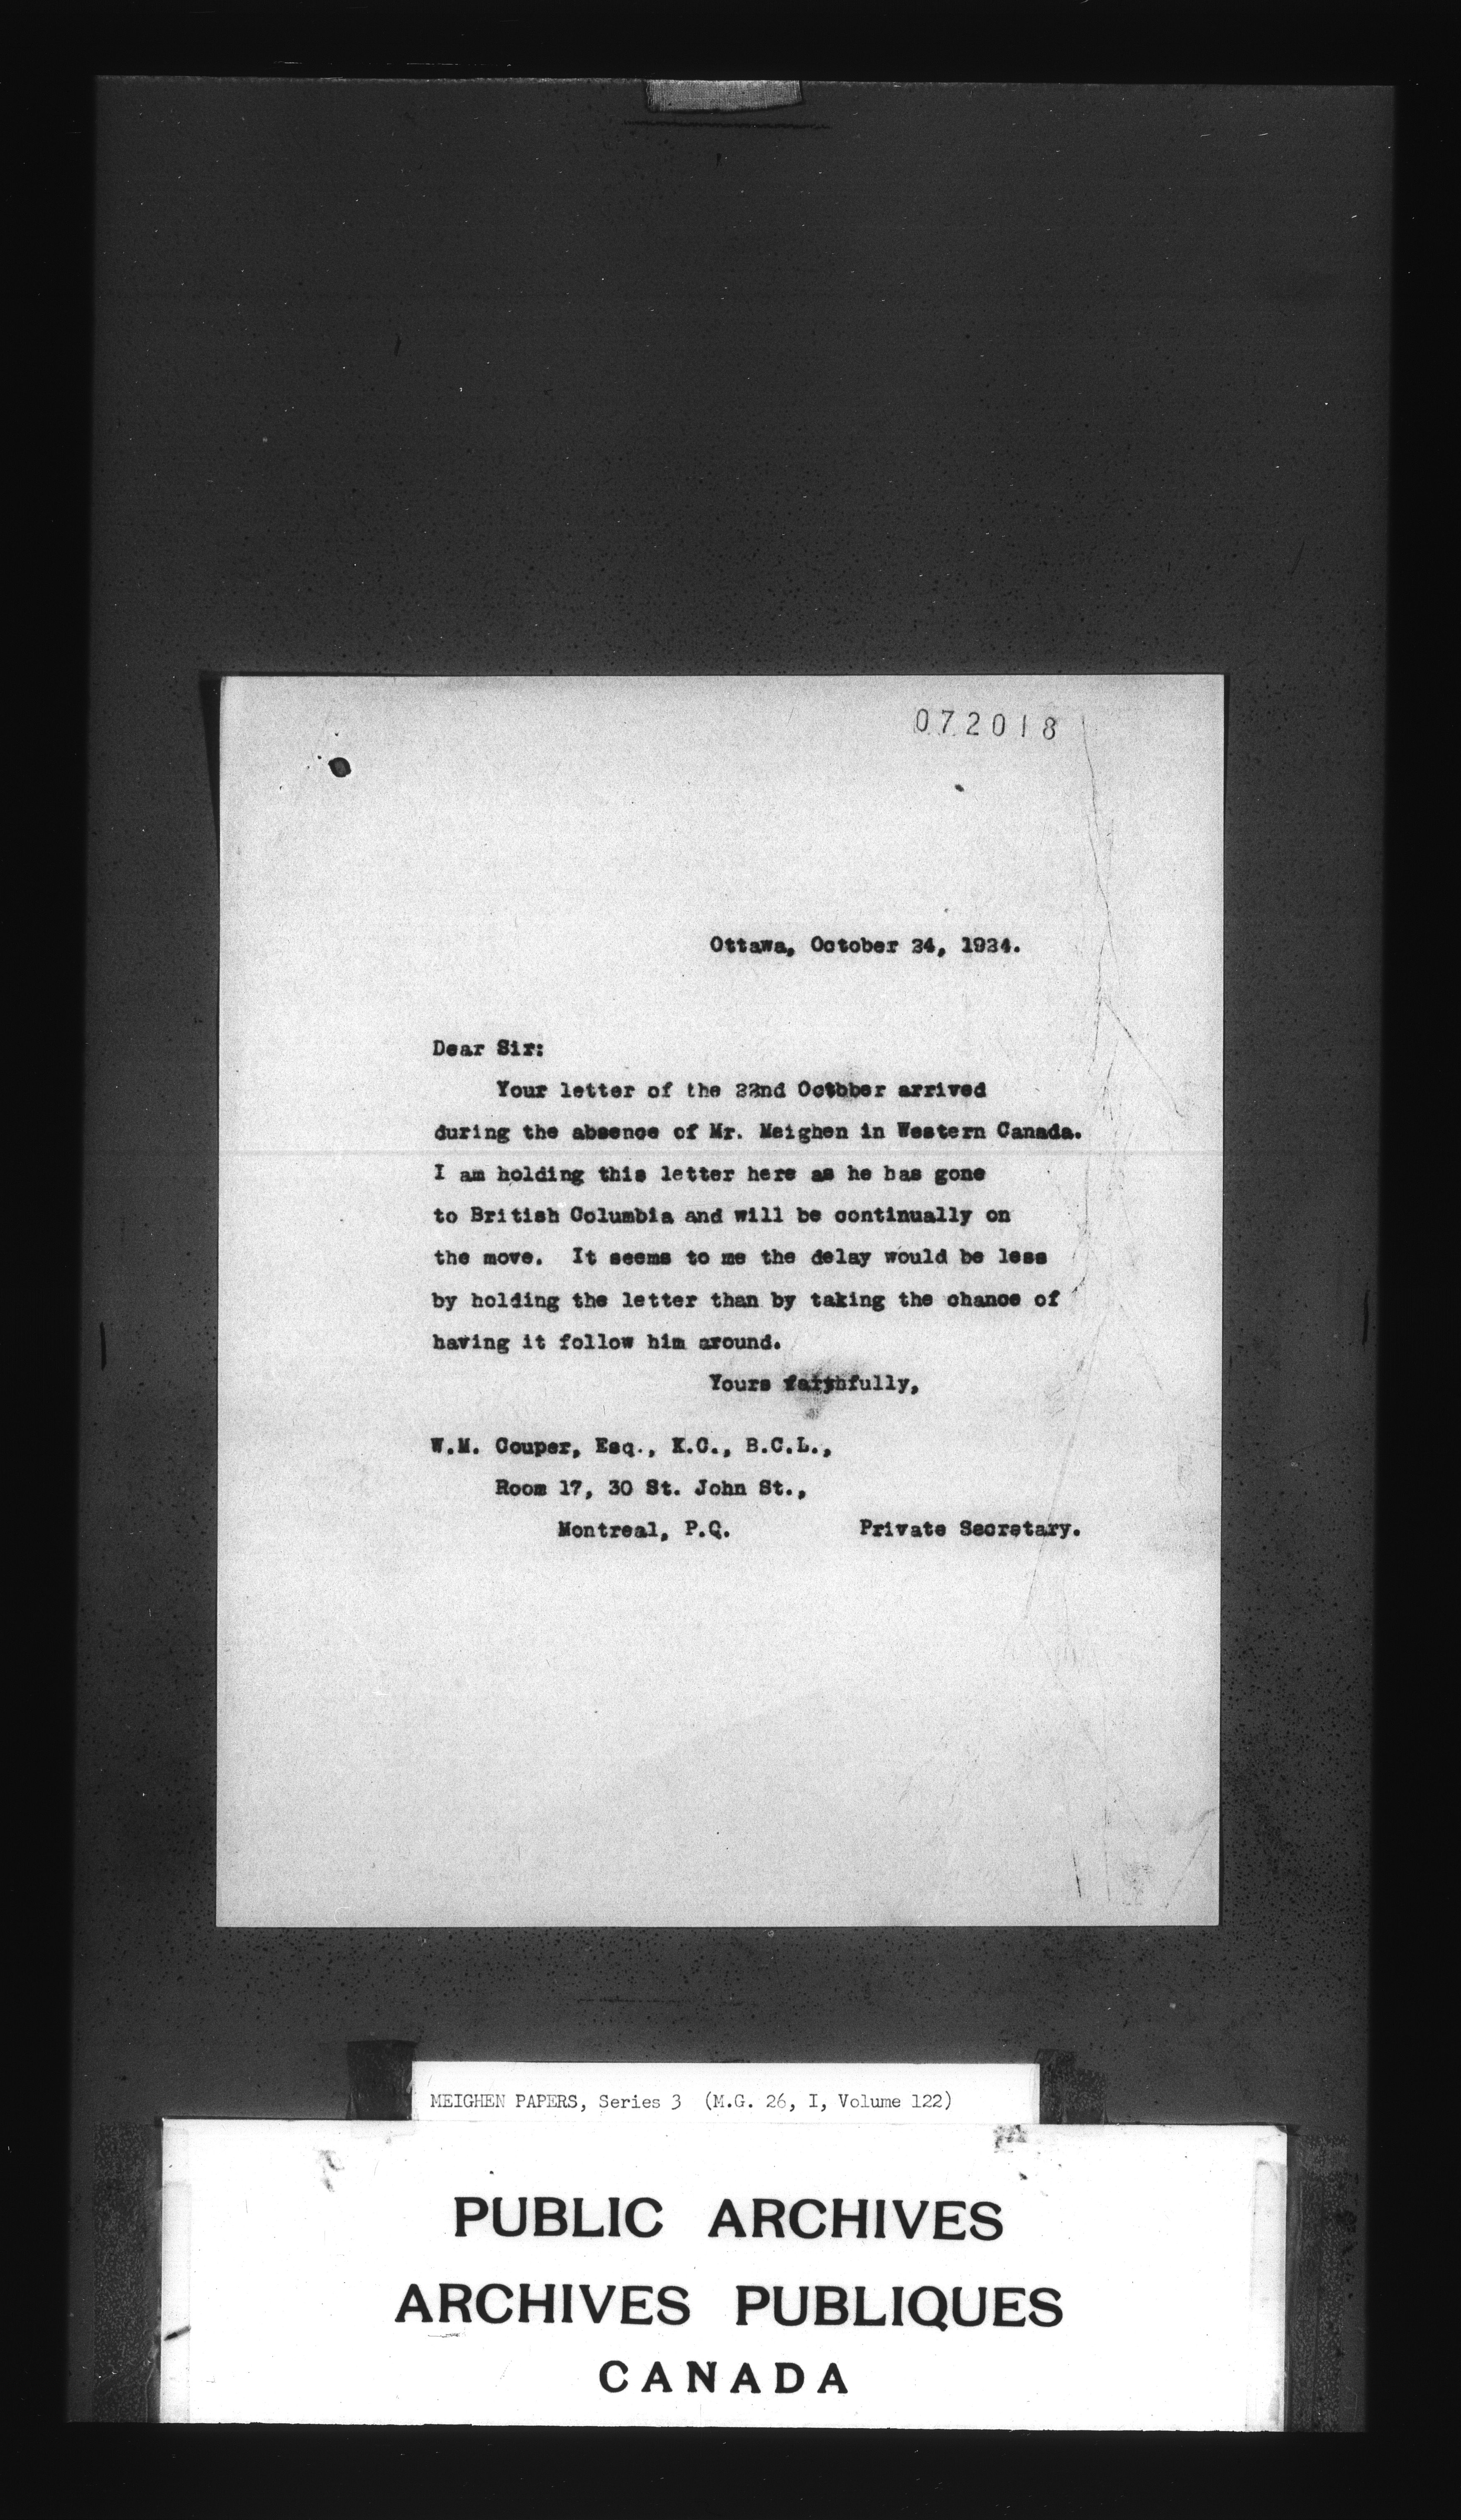 072018
Ottawa, October 24, 1924.
Dear Sir:
Your letter of the 22nd Octbber arrived
during the absence of Mr. Meighen in Western Canada.
I am holding this letter here as he has gone
to British Columbia and will be continually on
the move. It seems to me the delay would be less
by holding the letter than by taking the chance of
having it follow him around.
Yours faithfully,
W.M. Couper, Esq., K.C., B.C.L.,
Room 17, 30 St. John St.,
Montreal, P.Q. Private Secretary.
MEIGHEN PAPERS, Series 3 (M.G. 26, I, Volume 122)
PUBLIC ARCHIVES
ARCHIVES PUBLIQUES
CANADA